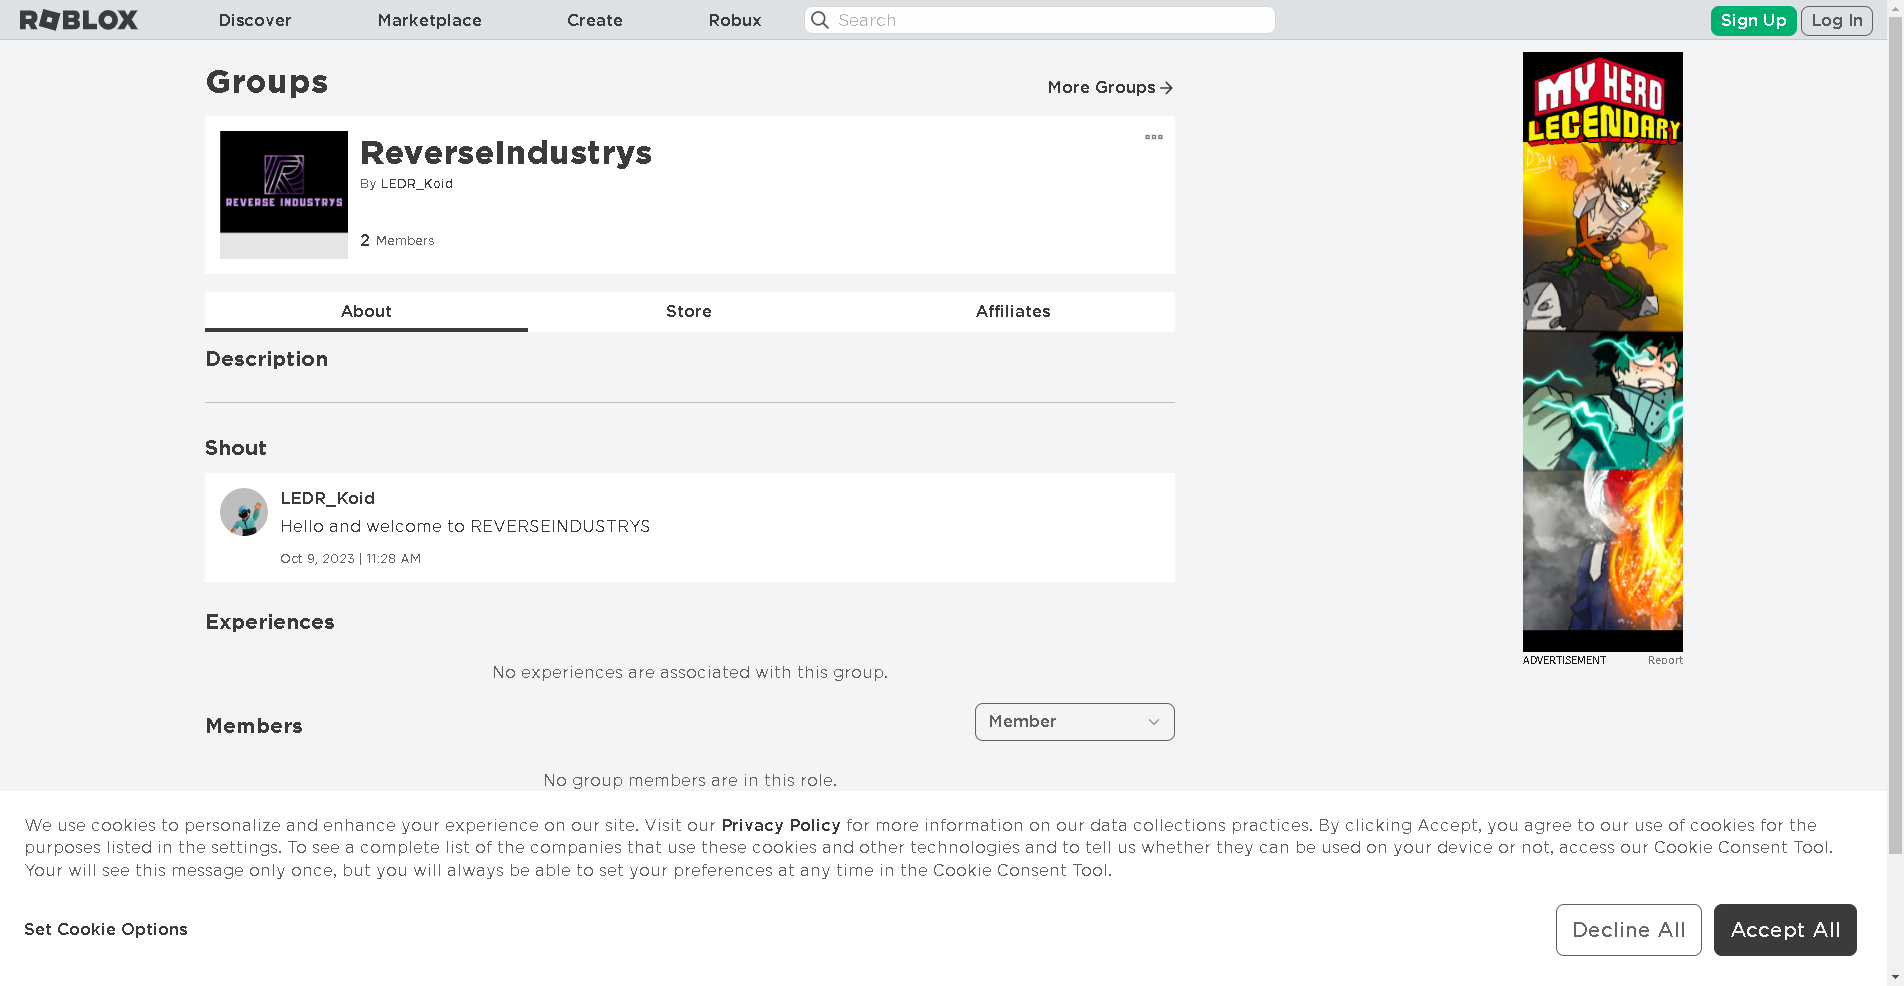 ROBLOX
Discover
Marketplace
Create
Robux
Search
Sign Up
Log In
Groups
More Groups
REVERSE INDUSTRYS
ReverseIndustrys
By LEDR_Koid
2 Members
About
Store
Affiliates
Description
Shout
LEDR_Koid
Hello and welcome to REVERSEINDUSTRYS
Oct 9, 2023 | 11:28 AM
Experiences
No experiences are associated with this group.
Members
Member
No group members are in this role.
MY HERO
LEGENDARY
ADVERTISEMENT
Report
We use cookies to personalize and enhance your experience on our site. Visit our Privacy Policy for more information on our data collections practices. By clicking Accept, you agree to our use of cookies for the
purposes listed in the settings. To see a complete list of the companies that use these cookies and other technologies and to tell us whether they can be used on your device or not, access our Cookie Consent Tool.
Your will see this message only once, but you will always be able to set your preferences at any time in the Cookie Consent Tool.
Set Cookie Options
Decline All
Accept All